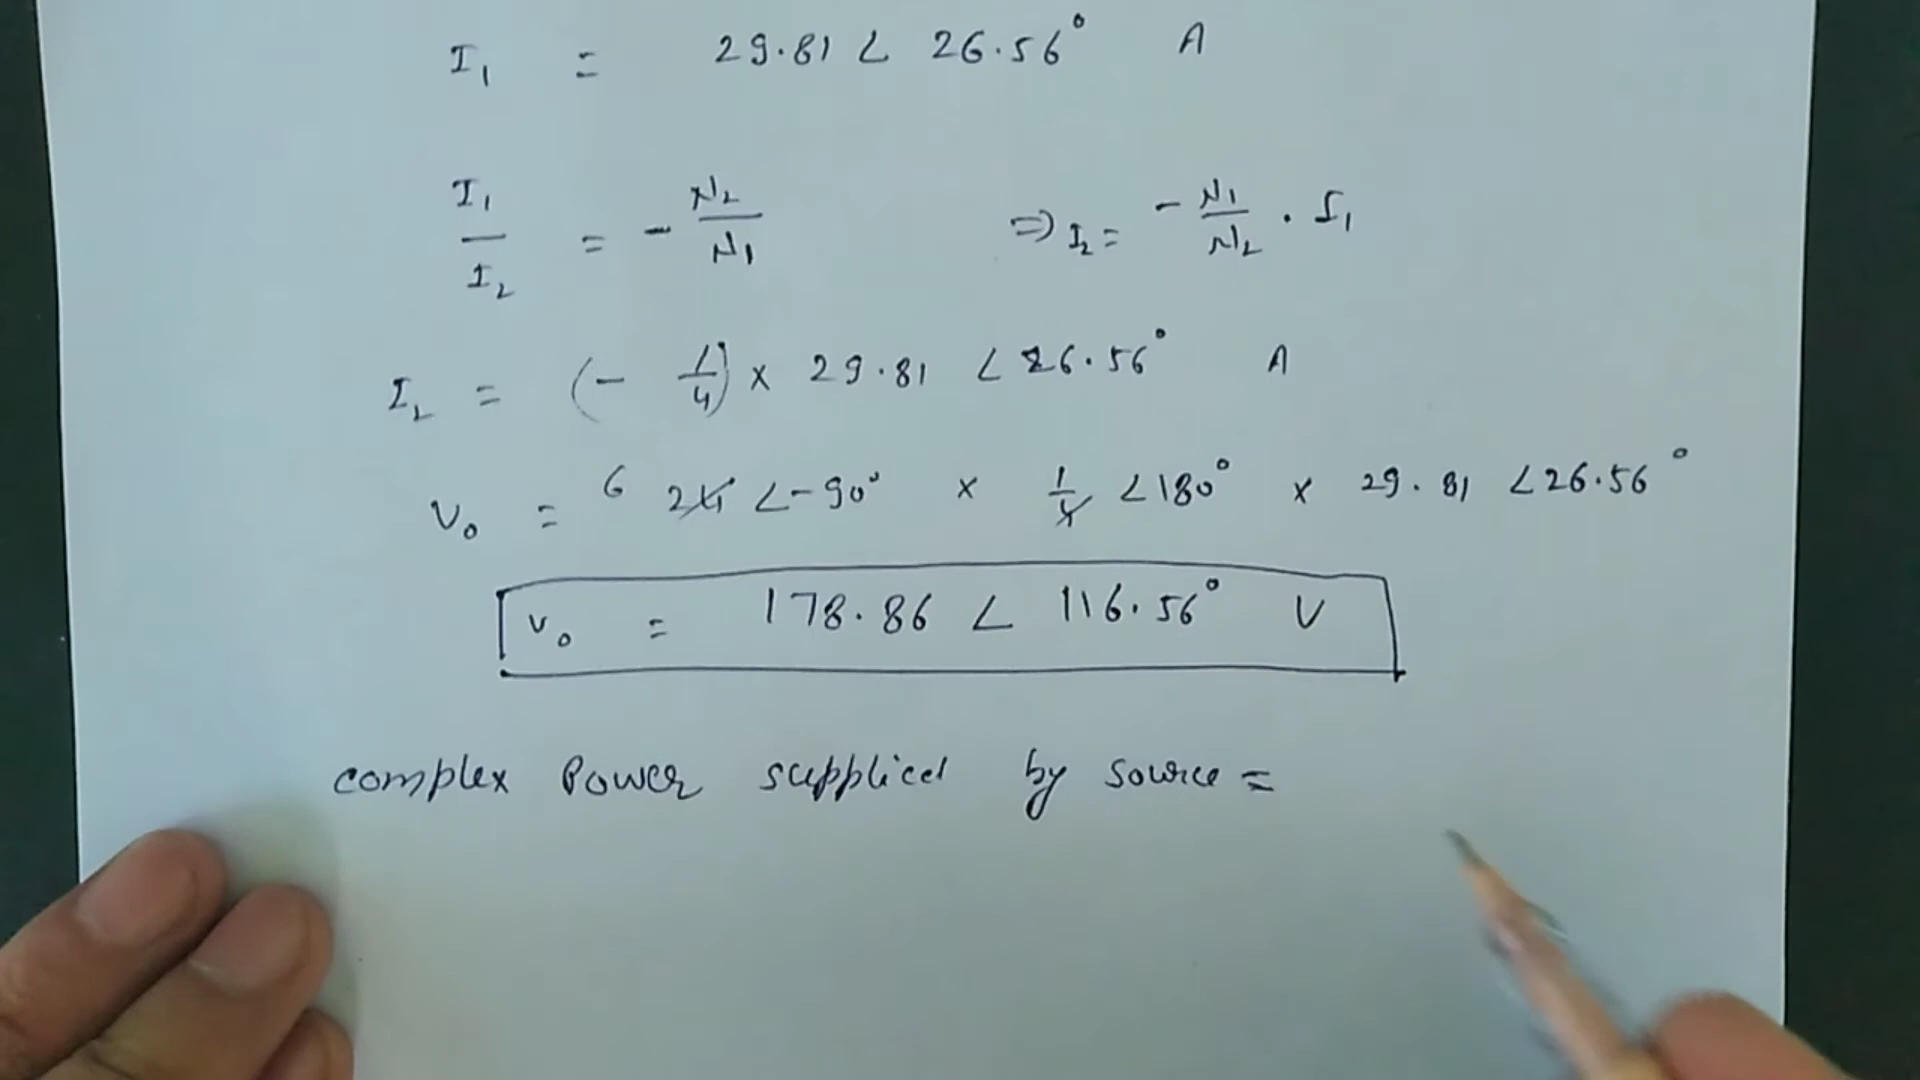 I₁ = 29.81 ∠ 26.56° A
I₁/I₂ = - N₂/N₁ ⇒ I₂ = - N₁/N₂ . I₁
I₂ = (- 1/4) × 29.81 ∠ 26.56° A
V₀ = 6 24 ∠-90° × 1/4 ∠180° × 29.81 ∠26.56°
V₀ = 178.86 ∠ 116.56° V
complex Power supplied by source =